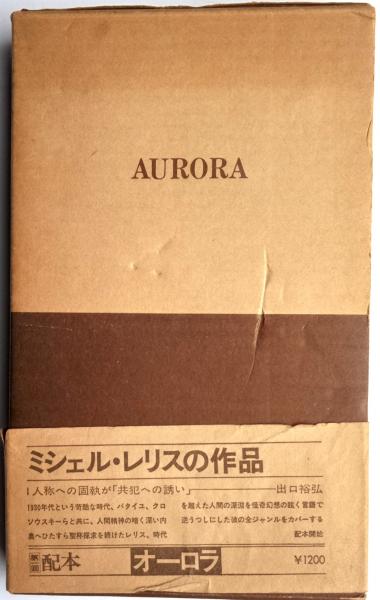 AURORA
ミシェル・レリスの作品
1人称への固執が「共犯への誘い」――出口裕弘
1930年代という苛酷な時代、バタイユ、クロ
ソウスキーらと共に、人間精神の暗く深い内
奥へひたすら聖杯探求を続けたレリス、時代
を超えた人間の深淵を怪奇幻想の眩く言語で
逆うつしにした彼の全ジャンルをカバーする
配本開始
配本
オーロラ
¥1200